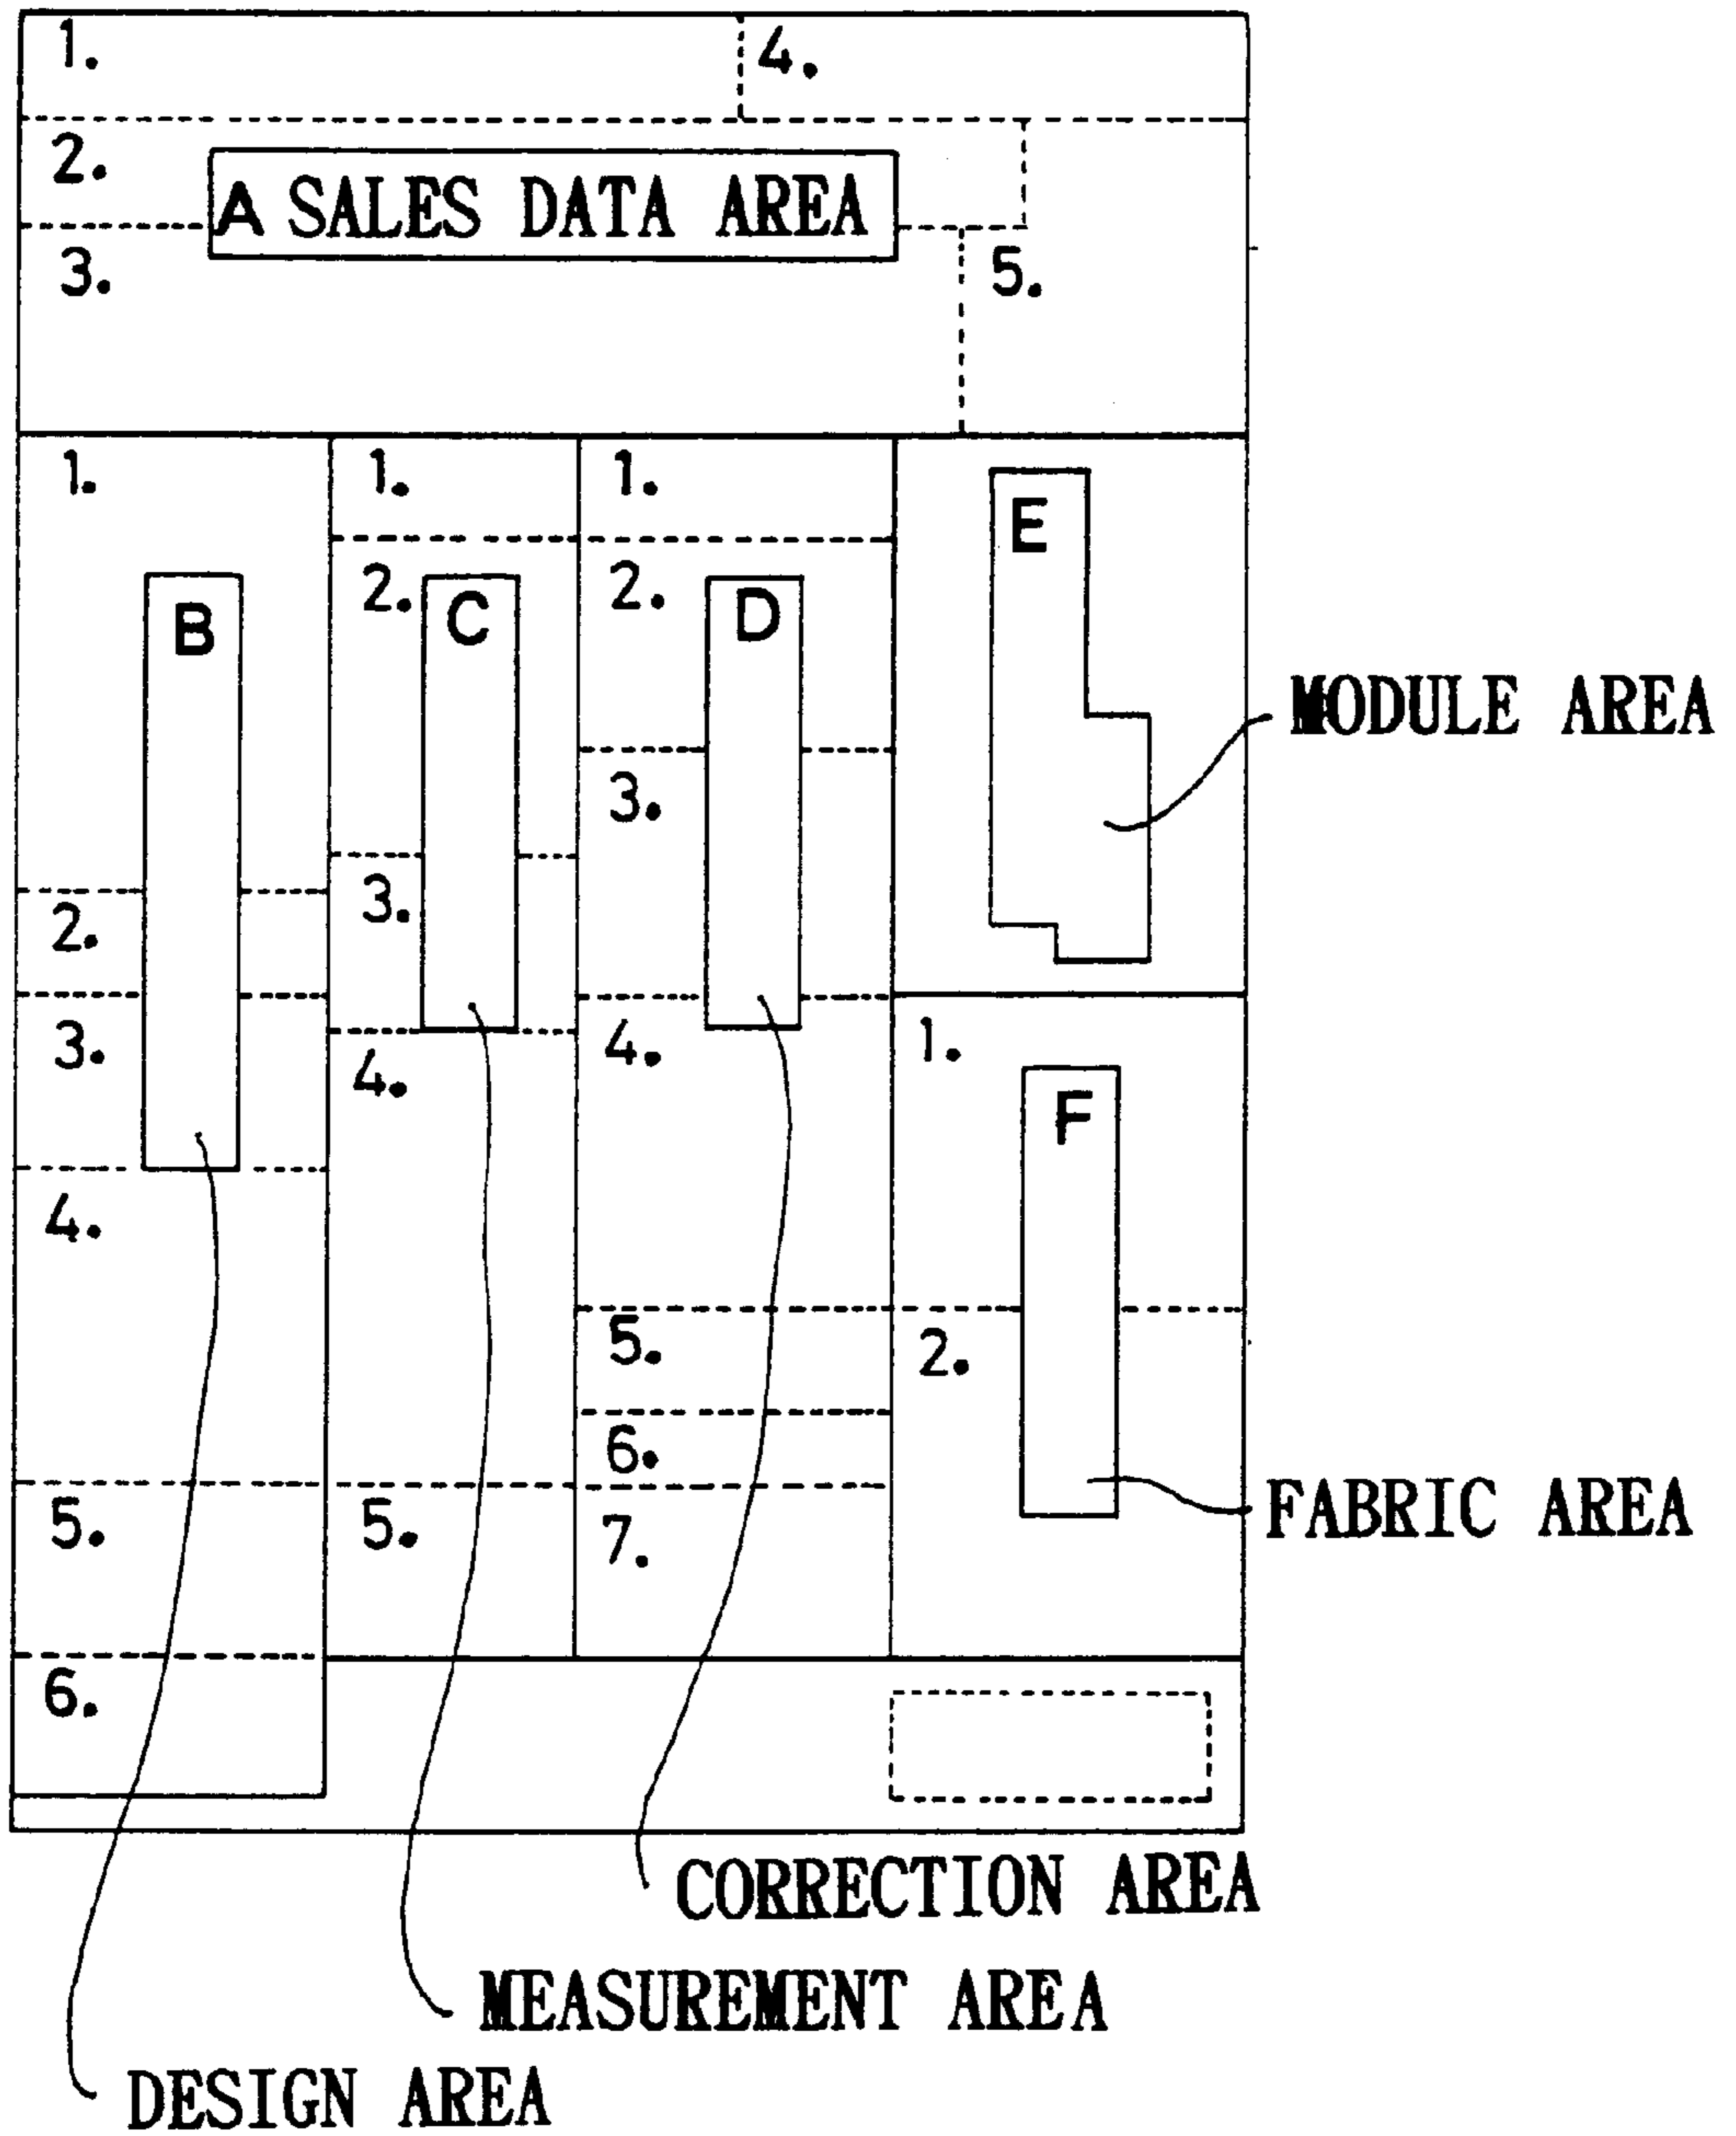 1. 4.
2.
A SALES DATA AREA
3. 5.
1. 1. 1.
E
2. 2.
B C D
MODULE AREA
3.
3.
2.
3. 4. 1.
4.
F
4.
5. 2.
6.
5. 5. 7.
FABRIC AREA
6.
CORRECTION AREA
MEASUREMENT AREA
DESIGN AREA